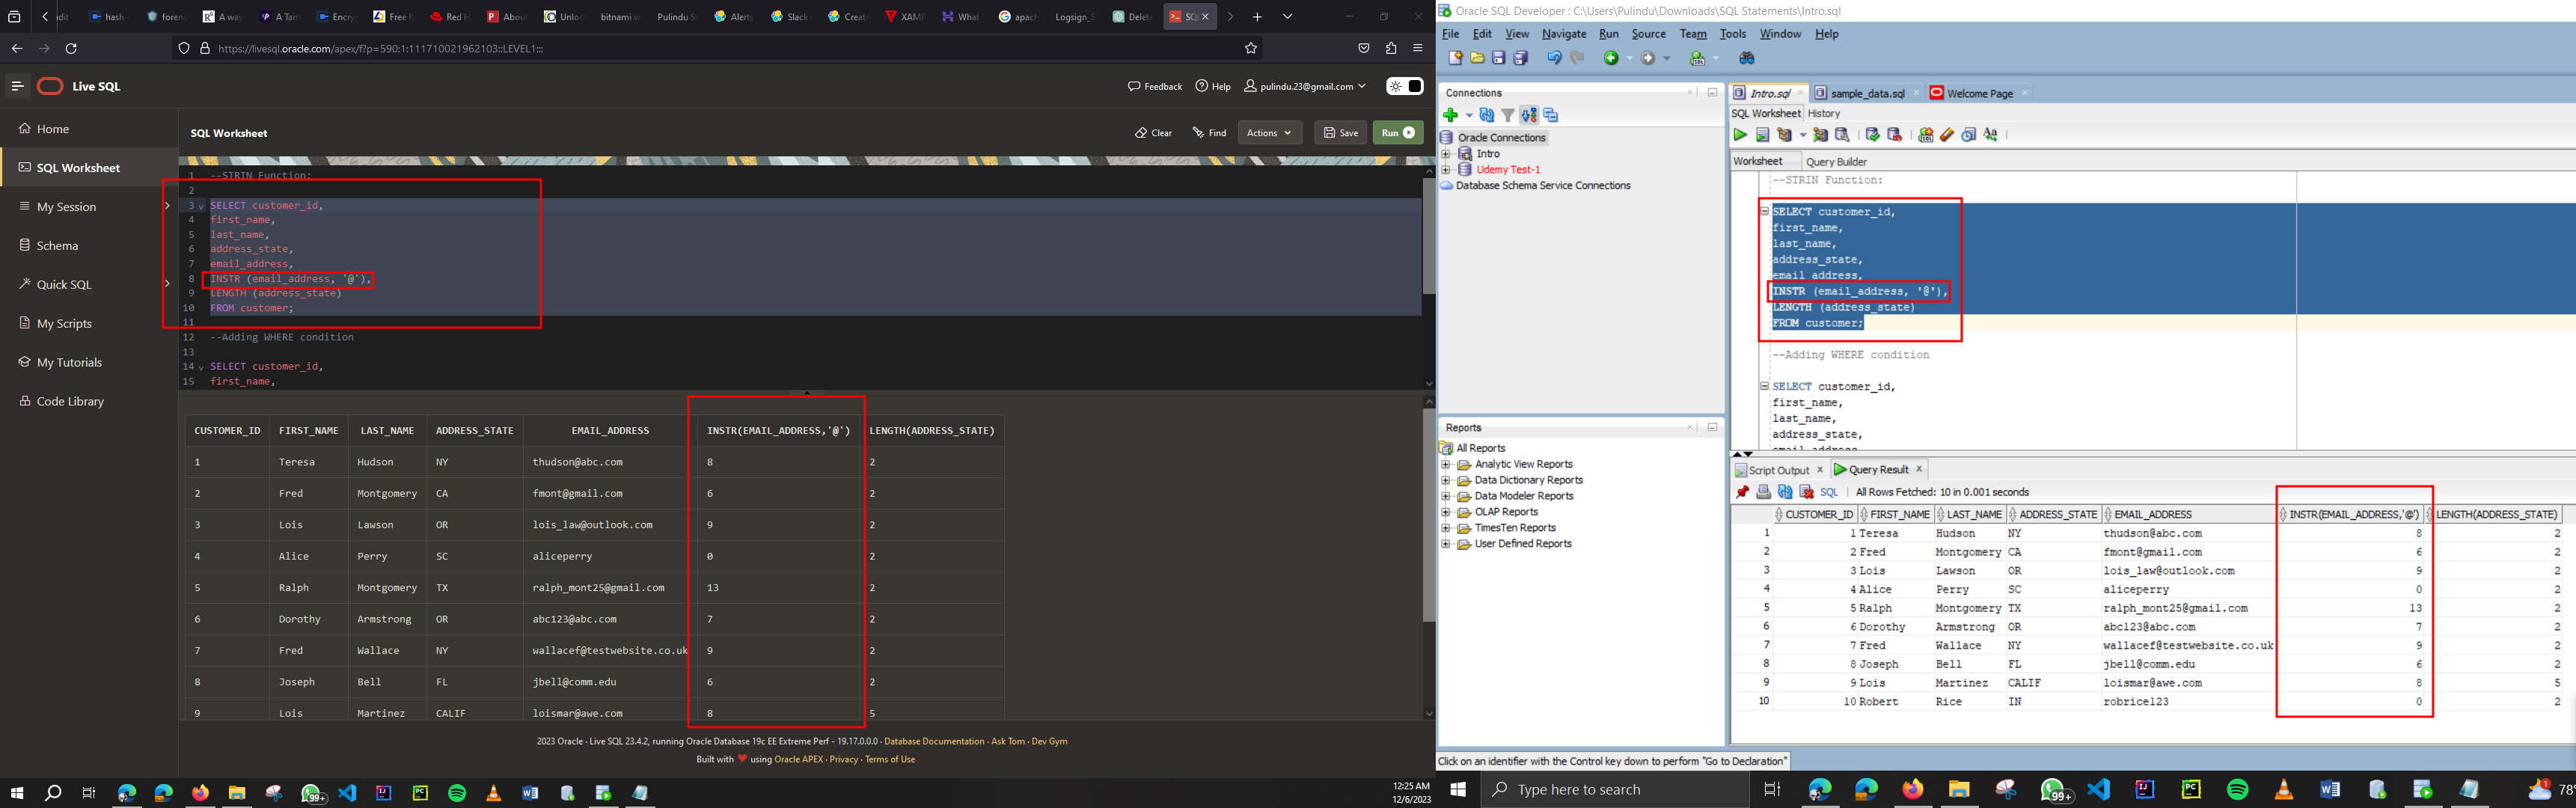 udit
hash
foren
A way
A Tan
Encry
Free R
Red H
About
Unloc
bitnami w
Pulindu Sa
Alerts
Slack
Create
XAMP
What
apach
Logsign_S
Delete
SQL
https://livesql.oracle.com/apex/f?p=590:1:111710021962103::LEVEL1:::
Live SQL
Feedback
Help
pulindu.23@gmail.com
Home
SQL Worksheet
My Session
Schema
Quick SQL
My Scripts
My Tutorials
Code Library
SQL Worksheet
Clear
Find
Actions
Save
Run
1 --STRIN Function:
2
3 SELECT customer_id,
4 first_name,
5 last_name,
6 address_state,
7 email_address,
8 INSTR (email_address, '@'),
9 LENGTH (address_state)
10 FROM customer;
11
12 --Adding WHERE condition
13
14 SELECT customer_id,
15 first_name,
CUSTOMER_ID FIRST_NAME LAST_NAME ADDRESS_STATE EMAIL_ADDRESS INSTR(EMAIL_ADDRESS,'@') LENGTH(ADDRESS_STATE)
1 Teresa Hudson NY thudson@abc.com 8 2
2 Fred Montgomery CA fmont@gmail.com 6 2
3 Lois Lawson OR lois_law@outlook.com 9 2
4 Alice Perry SC aliceperry 0 2
5 Ralph Montgomery TX ralph_mont25@gmail.com 13 2
6 Dorothy Armstrong OR abc123@abc.com 7 2
7 Fred Wallace NY wallacef@testwebsite.co.uk 9 2
8 Joseph Bell FL jbell@comm.edu 6 2
9 Lois Martinez CALIF loismar@awe.com 8 5
2023 Oracle · Live SQL 23.4.2, running Oracle Database 19c EE Extreme Perf - 19.17.0.0.0 · Database Documentation · Ask Tom · Dev Gym
Built with ❤ using Oracle APEX · Privacy · Terms of Use
99+
12:25 AM
12/6/2023
Oracle SQL Developer : C:\Users\Pulindu\Downloads\SQL Statements\Intro.sql
File Edit View Navigate Run Source Team Tools Window Help
Connections
Oracle Connections
Intro
Udemy Test-1
Database Schema Service Connections
Reports
All Reports
Analytic View Reports
Data Dictionary Reports
Data Modeler Reports
OLAP Reports
TimesTen Reports
User Defined Reports
Intro.sql
sample_data.sql
Welcome Page
SQL Worksheet History
Worksheet Query Builder
--STRIN Function:
SELECT customer_id,
first_name,
last_name,
address_state,
email_address,
INSTR (email_address, '@'),
LENGTH (address_state)
FROM customer;
--Adding WHERE condition
SELECT customer_id,
first_name,
last_name,
address_state,
email_address,
Script Output
Query Result
SQL | All Rows Fetched: 10 in 0.001 seconds
CUSTOMER_ID FIRST_NAME LAST_NAME ADDRESS_STATE EMAIL_ADDRESS INSTR(EMAIL_ADDRESS,'@') LENGTH(ADDRESS_STATE)
1 1 Teresa Hudson NY thudson@abc.com 8 2
2 2 Fred Montgomery CA fmont@gmail.com 6 2
3 3 Lois Lawson OR lois_law@outlook.com 9 2
4 4 Alice Perry SC aliceperry 0 2
5 5 Ralph Montgomery TX ralph_mont25@gmail.com 13 2
6 6 Dorothy Armstrong OR abc123@abc.com 7 2
7 7 Fred Wallace NY wallacef@testwebsite.co.uk 9 2
8 8 Joseph Bell FL jbell@comm.edu 6 2
9 9 Lois Martinez CALIF loismar@awe.com 8 5
10 10 Robert Rice IN robrice123 0 2
Click on an identifier with the Control key down to perform "Go to Declaration"
Type here to search
99+
78°